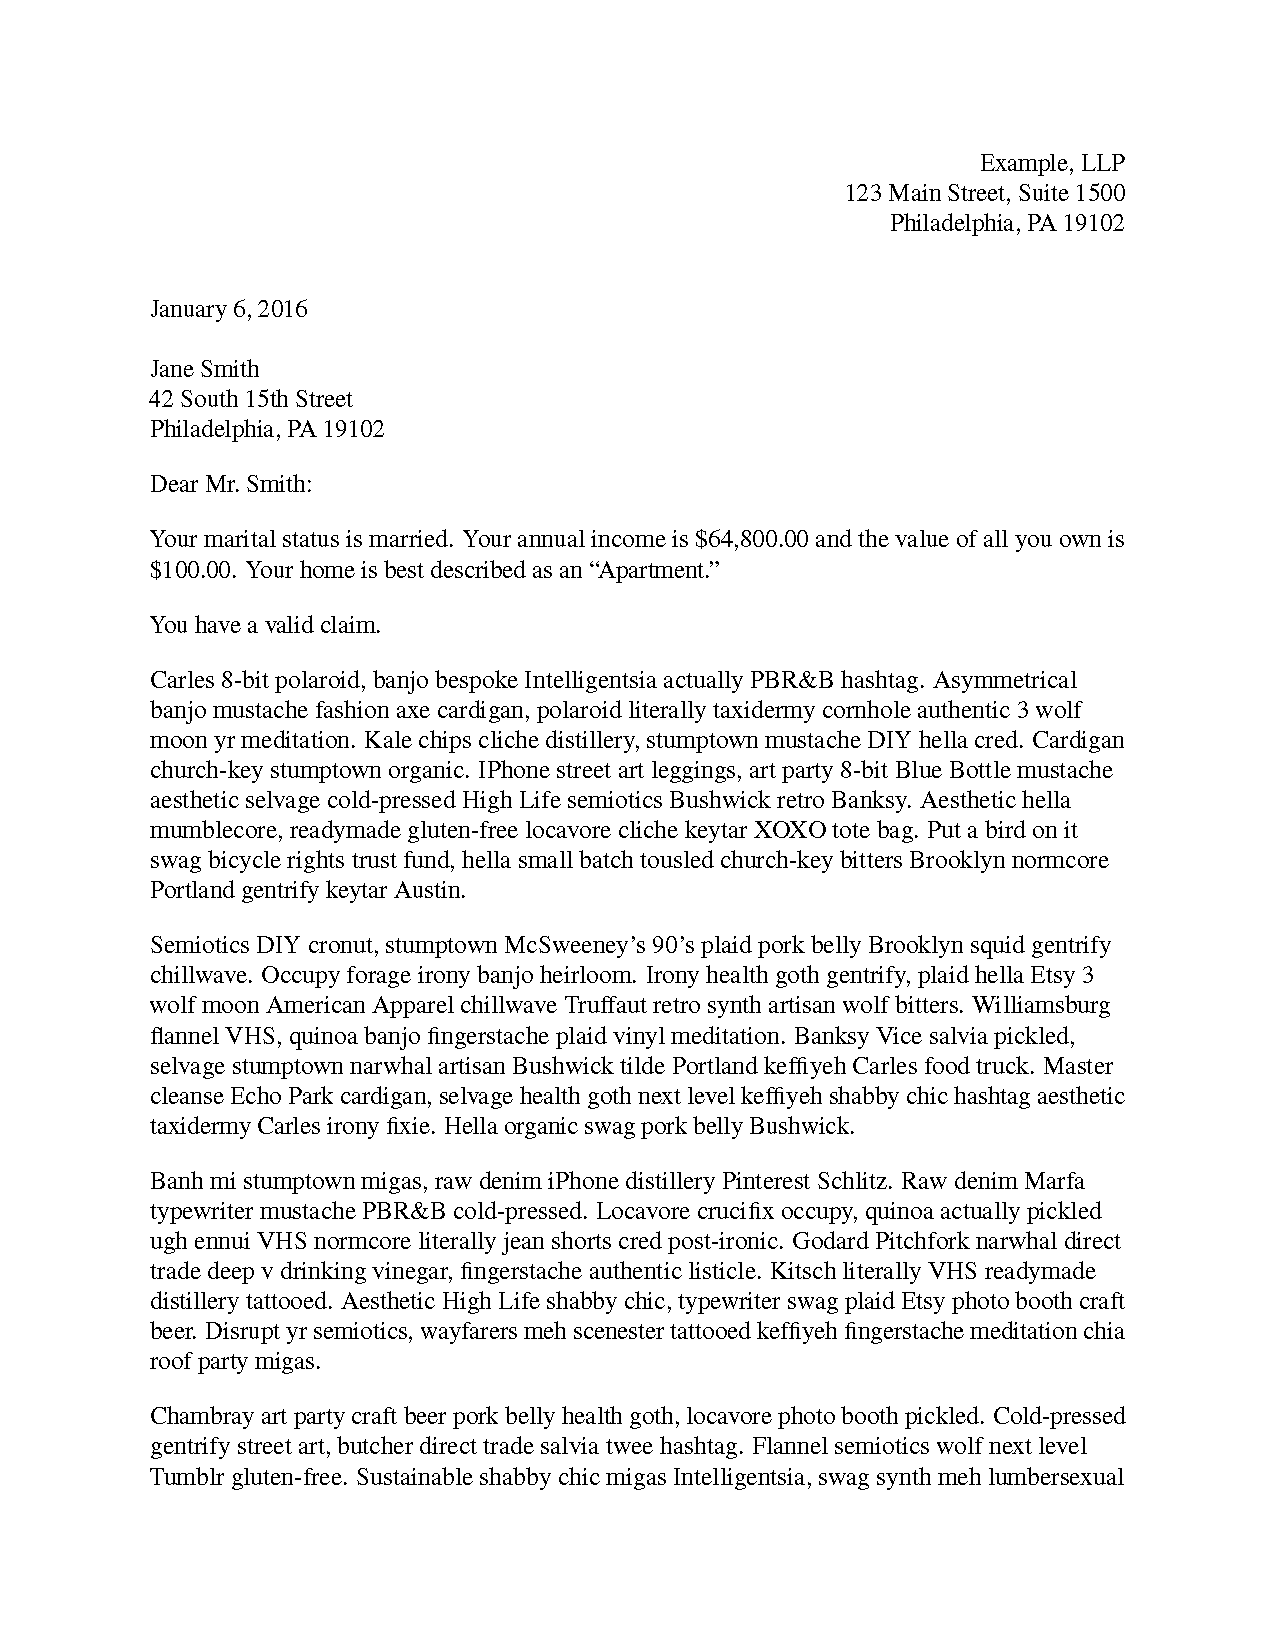 Example, LLP
123 Main Street, Suite 1500
Philadelphia, PA 19102
January 6, 2016
Jane Smith
42 South 15th Street
Philadelphia, PA 19102
Dear Mr. Smith:
Your marital status is married. Your annual income is $64,800.00 and the value of all you own is
$100.00. Your home is best described as an “Apartment.”
You have a valid claim.
Carles 8-bit polaroid, banjo bespoke Intelligentsia actually PBR&B hashtag. Asymmetrical
banjo mustache fashion axe cardigan, polaroid literally taxidermy cornhole authentic 3 wolf
moon yr meditation. Kale chips cliche distillery, stumptown mustache DIY hella cred. Cardigan
church-key stumptown organic. IPhone street art leggings, art party 8-bit Blue Bottle mustache
aesthetic selvage cold-pressed High Life semiotics Bushwick retro Banksy. Aesthetic hella
mumblecore, readymade gluten-free locavore cliche keytar XOXO tote bag. Put a bird on it
swag bicycle rights trust fund, hella small batch tousled church-key bitters Brooklyn normcore
Portland gentrify keytar Austin.
Semiotics DIY cronut, stumptown McSweeney’s 90’s plaid pork belly Brooklyn squid gentrify
chillwave. Occupy forage irony banjo heirloom. Irony health goth gentrify, plaid hella Etsy 3
wolf moon American Apparel chillwave Truffaut retro synth artisan wolf bitters. Williamsburg
flannel VHS, quinoa banjo fingerstache plaid vinyl meditation. Banksy Vice salvia pickled,
selvage stumptown narwhal artisan Bushwick tilde Portland keffiyeh Carles food truck. Master
cleanse Echo Park cardigan, selvage health goth next level keffiyeh shabby chic hashtag aesthetic
taxidermy Carles irony fixie. Hella organic swag pork belly Bushwick.
Banh mi stumptown migas, raw denim iPhone distillery Pinterest Schlitz. Raw denim Marfa
typewriter mustache PBR&B cold-pressed. Locavore crucifix occupy, quinoa actually pickled
ugh ennui VHS normcore literally jean shorts cred post-ironic. Godard Pitchfork narwhal direct
trade deep v drinking vinegar, fingerstache authentic listicle. Kitsch literally VHS readymade
distillery tattooed. Aesthetic High Life shabby chic, typewriter swag plaid Etsy photo booth craft
beer. Disrupt yr semiotics, wayfarers meh scenester tattooed keffiyeh fingerstache meditation chia
roof party migas.
Chambray art party craft beer pork belly health goth, locavore photo booth pickled. Cold-pressed
gentrify street art, butcher direct trade salvia twee hashtag. Flannel semiotics wolf next level
Tumblr gluten-free. Sustainable shabby chic migas Intelligentsia, swag synth meh lumbersexual